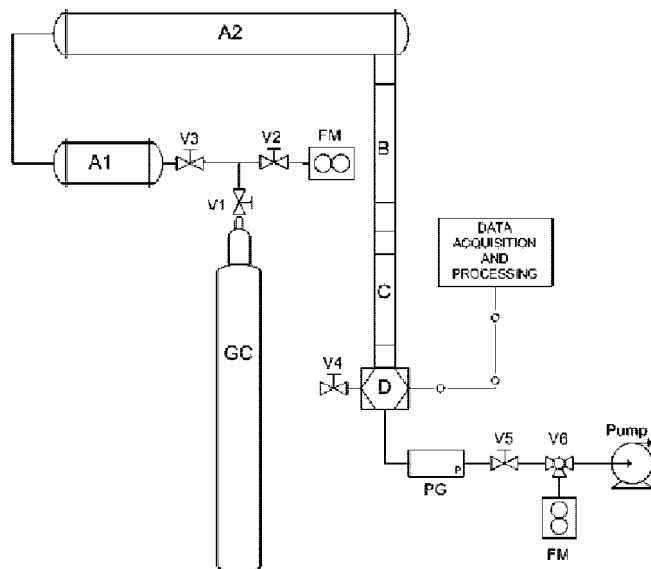 A2
V3
V2
FM
A1
B
V1
DATA
ACQUISITION
AND
PROCESSING
C
GC
V4
D
V5
V6
Pump
P
PG
FM